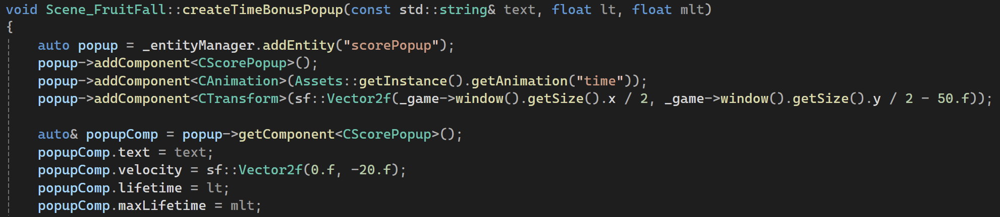 void Scene_FruitFall::createTimeBonusPopup(const std::string& text, float lt, float mlt)
{
    auto popup = _entityManager.addEntity("scorePopup");
    popup->addComponent<CScorePopup>();
    popup->addComponent<CAnimation>(Assets::getInstance().getAnimation("time"));
    popup->addComponent<CTransform>(sf::Vector2f(_game->window().getSize().x / 2, _game->window().getSize().y / 2 - 50.f));

    auto& popupComp = popup->getComponent<CScorePopup>();
    popupComp.text = text;
    popupComp.velocity = sf::Vector2f(0.f, -20.f);
    popupComp.lifetime = lt;
    popupComp.maxLifetime = mlt;